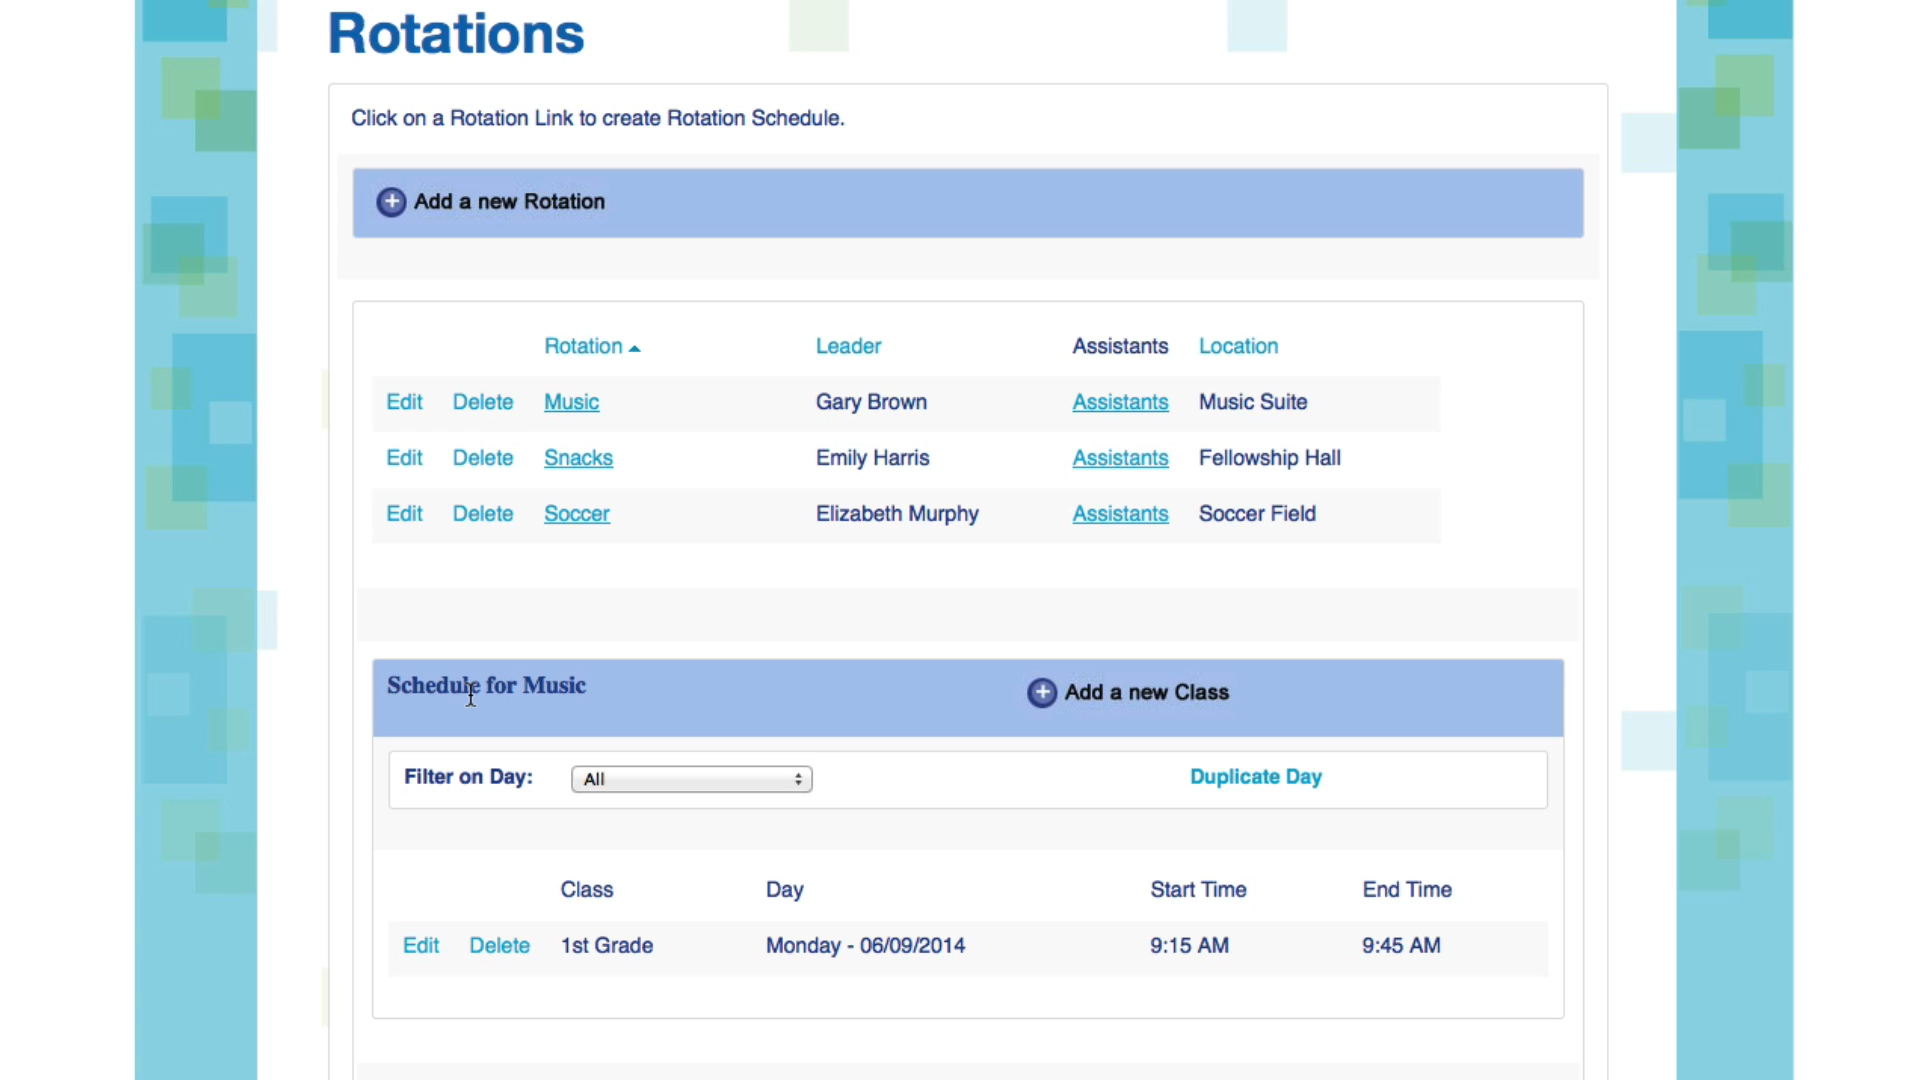 Rotations
Click on a Rotation Link to create Rotation Schedule.
Add a new Rotation
Rotation Leader Assistants Location
Edit Delete Music Gary Brown Assistants Music Suite
Edit Delete Snacks Emily Harris Assistants Fellowship Hall
Edit Delete Soccer Elizabeth Murphy Assistants Soccer Field
Schedule for Music Add a new Class
Filter on Day: All Duplicate Day
Class Day Start Time End Time
Edit Delete 1st Grade Monday - 06/09/2014 9:15 AM 9:45 AM